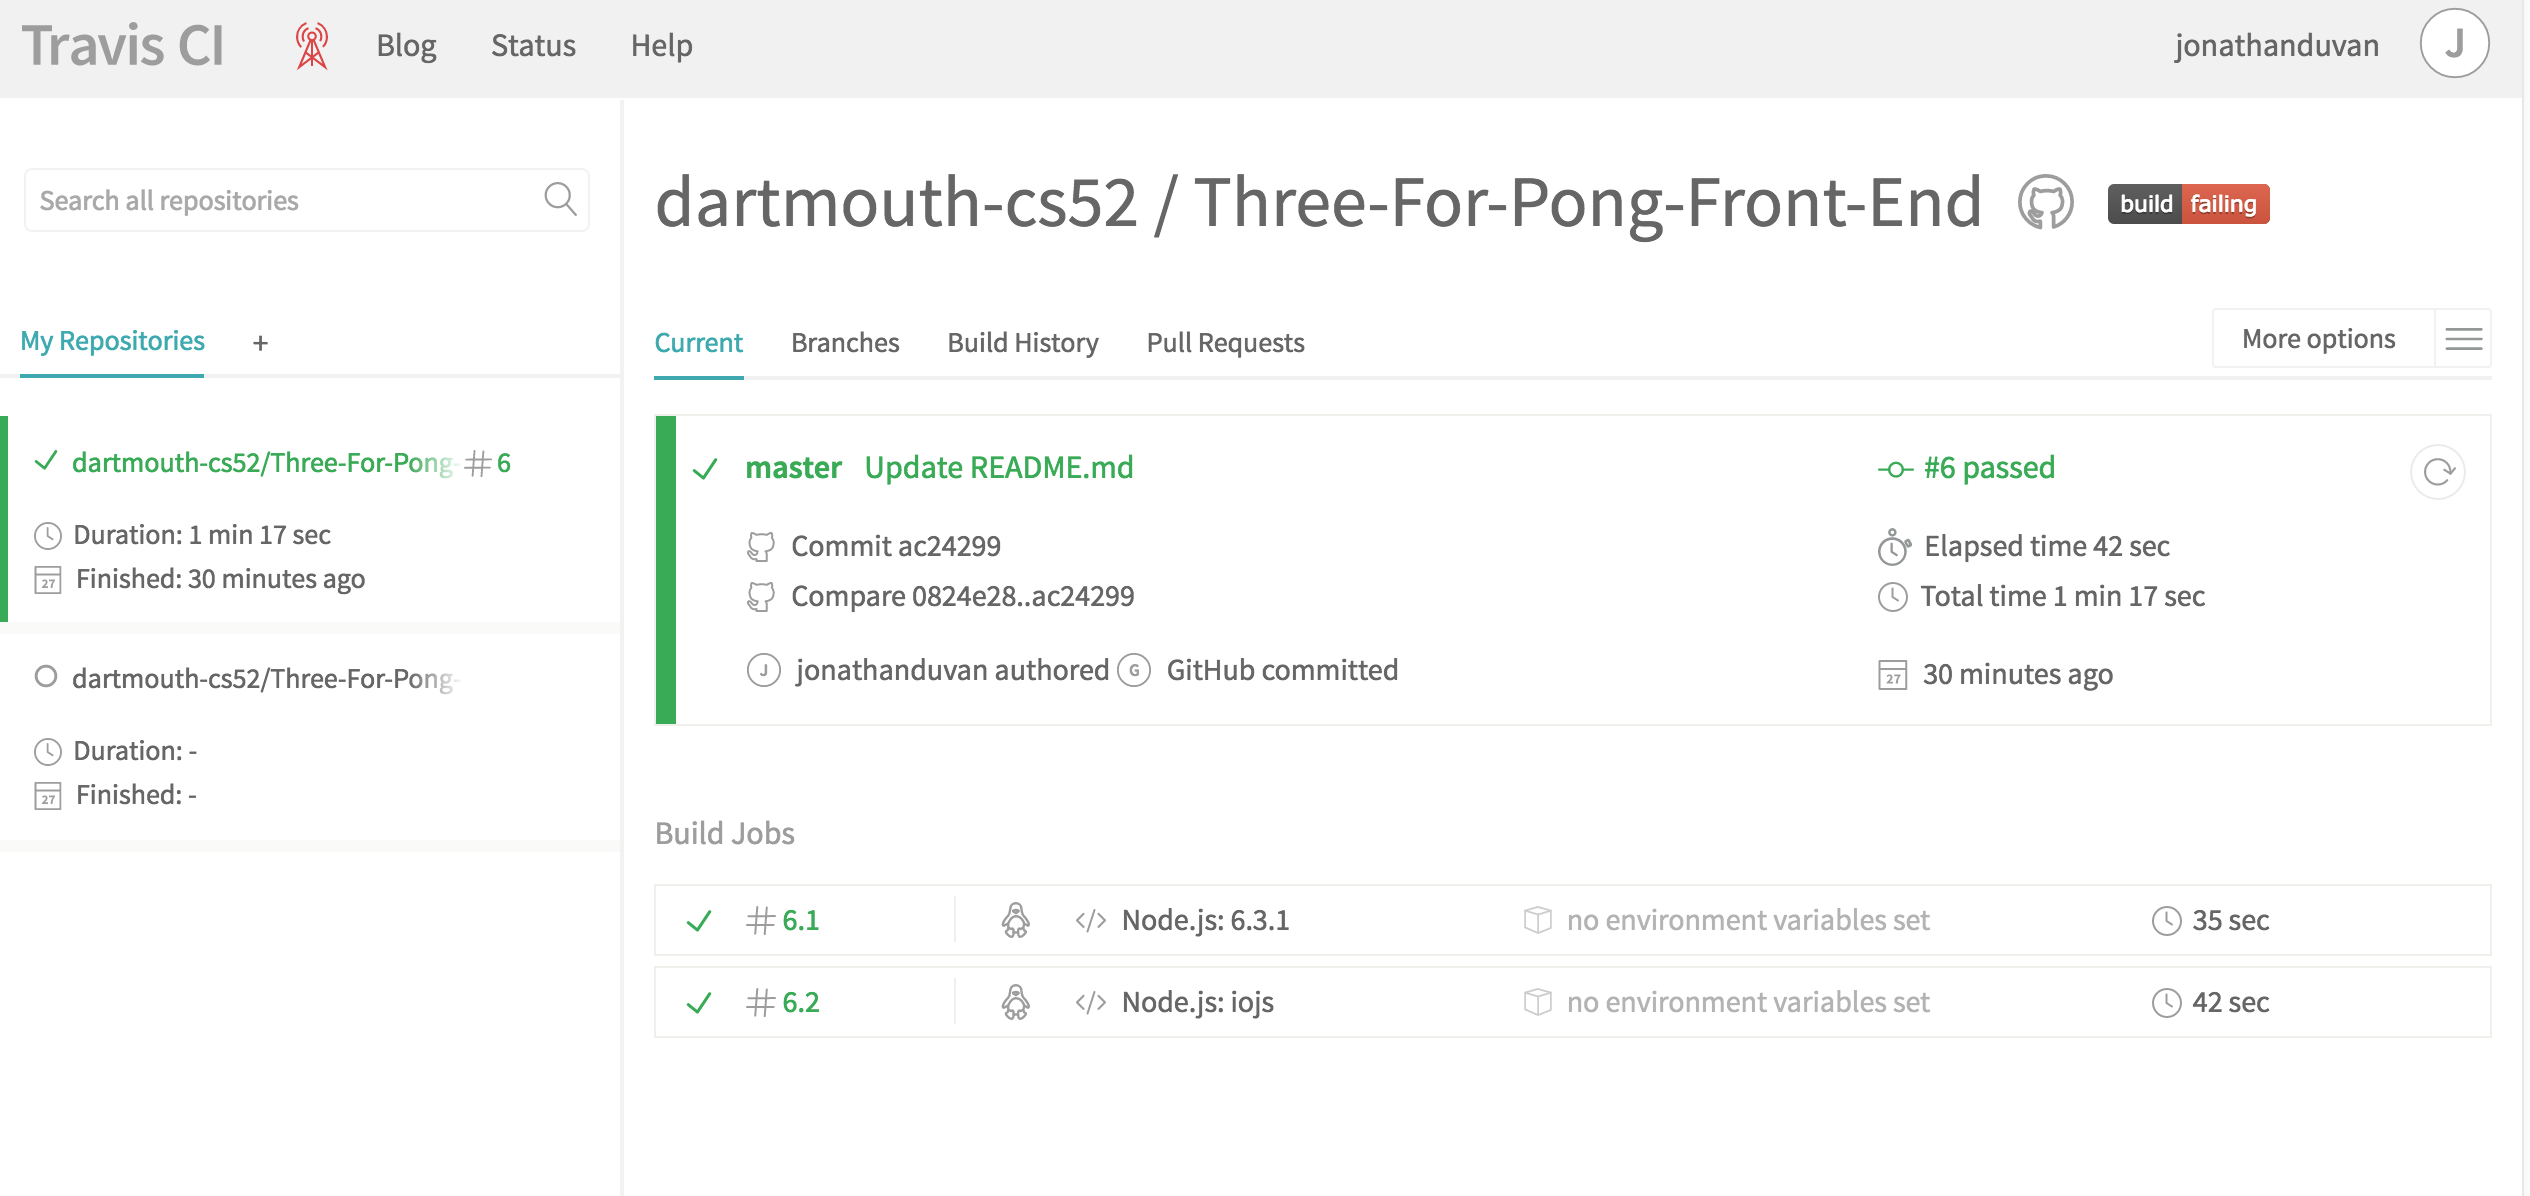 Travis CI Blog Status Help jonathanduvan J
Search all repositories
My Repositories +
dartmouth-cs52/Three-For-Pong- # 6
Duration: 1 min 17 sec
27 Finished: 30 minutes ago
dartmouth-cs52/Three-For-Pong-
Duration: -
27 Finished: -
dartmouth-cs52 / Three-For-Pong-Front-End build failing
Current Branches Build History Pull Requests More options
master Update README.md #6 passed
Commit ac24299 Elapsed time 42 sec
Compare 0824e28..ac24299 Total time 1 min 17 sec
J jonathanduvan authored G GitHub committed 27 30 minutes ago
Build Jobs
# 6.1 </> Node.js: 6.3.1 no environment variables set 35 sec
# 6.2 </> Node.js: iojs no environment variables set 42 sec